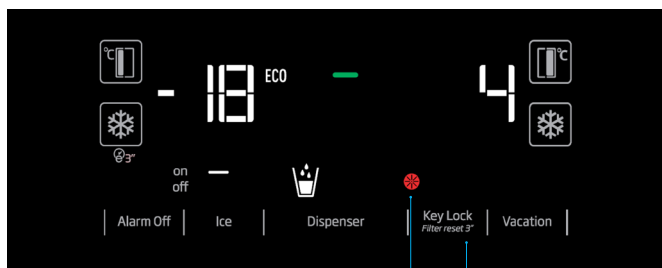 °C
- 18 ECO
4
°C
3"
on
off
Alarm Off
Ice
Dispenser
Key Lock
Filter reset 3"
Vacation